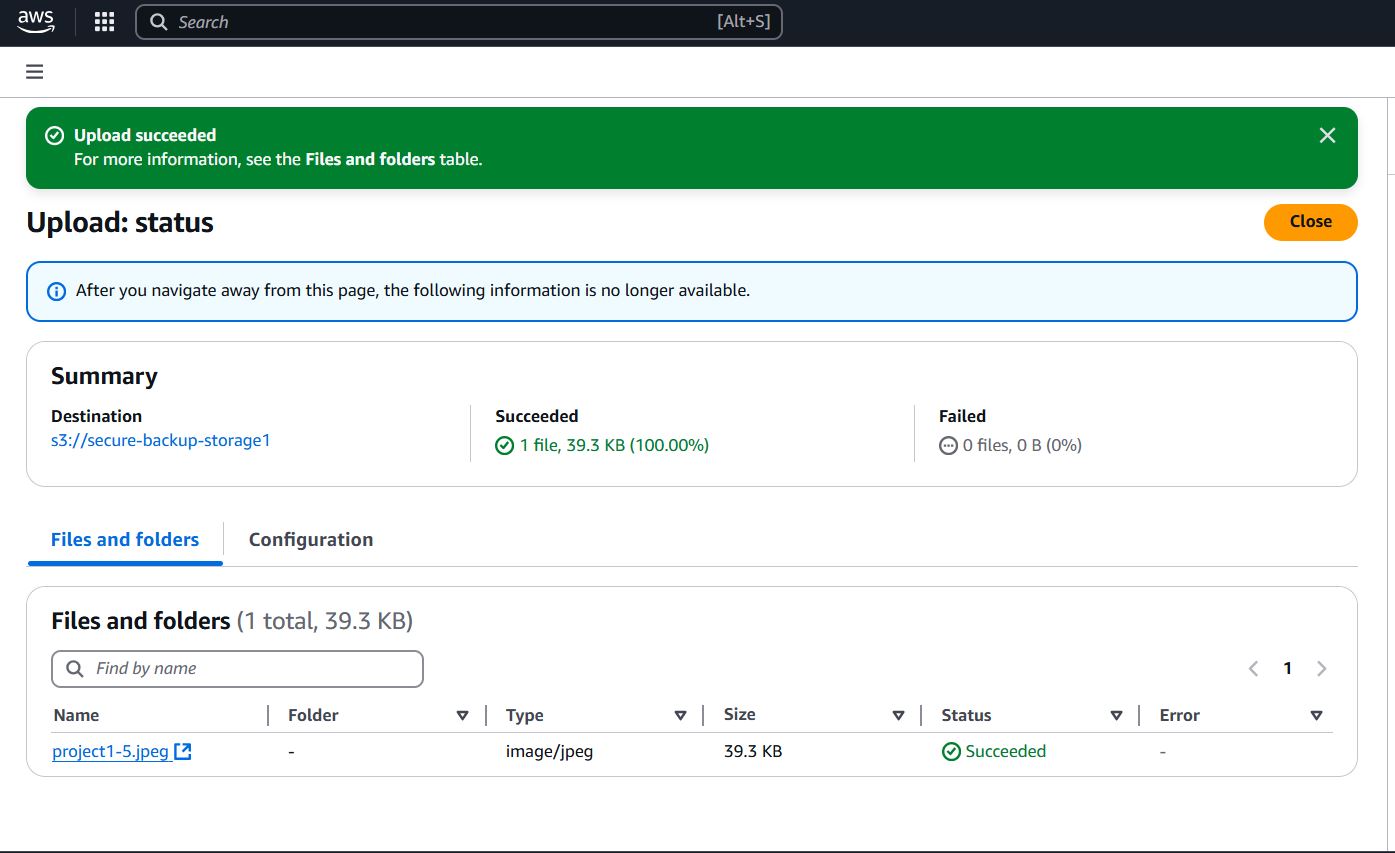 aws
Search [Alt+S]
Upload succeeded
For more information, see the Files and folders table.
Upload: status
Close
After you navigate away from this page, the following information is no longer available.
Summary
Destination
s3://secure-backup-storage1
Succeeded
1 file, 39.3 KB (100.00%)
Failed
0 files, 0 B (0%)
Files and folders Configuration
Files and folders (1 total, 39.3 KB)
Find by name
1
Name Folder Type Size Status Error
project1-5.jpeg - image/jpeg 39.3 KB Succeeded -